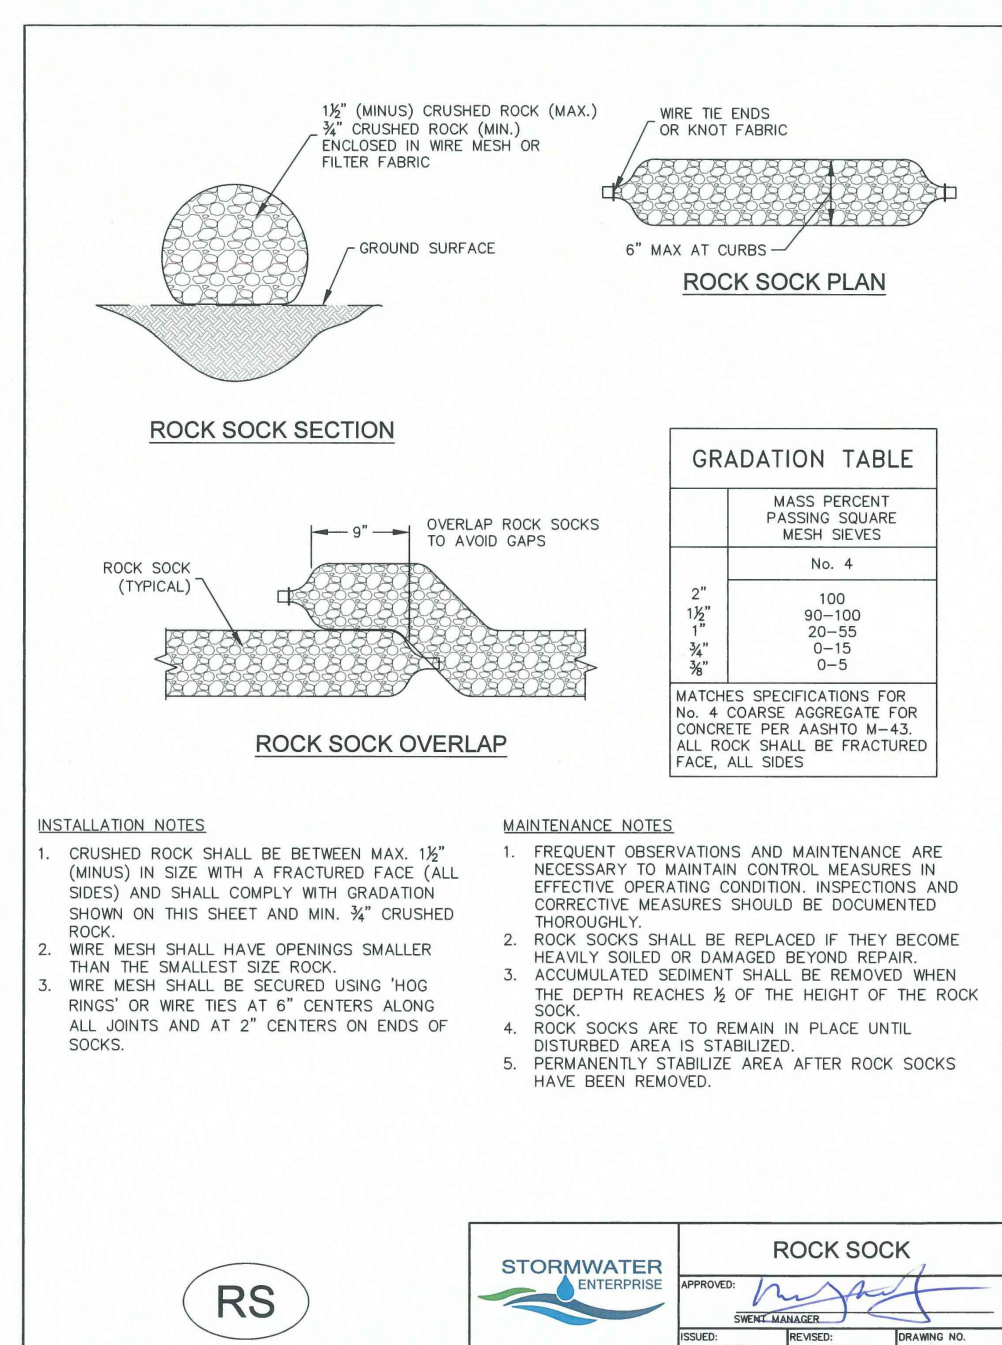 1½" (MINUS) CRUSHED ROCK (MAX.)
¾" CRUSHED ROCK (MIN.)
ENCLOSED IN WIRE MESH OR
FILTER FABRIC
GROUND SURFACE
ROCK SOCK SECTION
WIRE TIE ENDS
OR KNOT FABRIC
6" MAX AT CURBS
ROCK SOCK PLAN
9"
OVERLAP ROCK SOCKS
TO AVOID GAPS
ROCK SOCK
(TYPICAL)
ROCK SOCK OVERLAP
GRADATION TABLE
MASS PERCENT
PASSING SQUARE
MESH SIEVES
No. 4
2" 100
1½" 90-100
1" 20-55
¾" 0-15
⅜" 0-5
MATCHES SPECIFICATIONS FOR
No. 4 COARSE AGGREGATE FOR
CONCRETE PER AASHTO M-43.
ALL ROCK SHALL BE FRACTURED
FACE, ALL SIDES
INSTALLATION NOTES
1. CRUSHED ROCK SHALL BE BETWEEN MAX. 1½"
(MINUS) IN SIZE WITH A FRACTURED FACE (ALL
SIDES) AND SHALL COMPLY WITH GRADATION
SHOWN ON THIS SHEET AND MIN. ¾" CRUSHED
ROCK.
2. WIRE MESH SHALL HAVE OPENINGS SMALLER
THAN THE SMALLEST SIZE ROCK.
3. WIRE MESH SHALL BE SECURED USING 'HOG
RINGS' OR WIRE TIES AT 6" CENTERS ALONG
ALL JOINTS AND AT 2" CENTERS ON ENDS OF
SOCKS.
MAINTENANCE NOTES
1. FREQUENT OBSERVATIONS AND MAINTENANCE ARE
NECESSARY TO MAINTAIN CONTROL MEASURES IN
EFFECTIVE OPERATING CONDITION. INSPECTIONS AND
CORRECTIVE MEASURES SHOULD BE DOCUMENTED
THOROUGHLY.
2. ROCK SOCKS SHALL BE REPLACED IF THEY BECOME
HEAVILY SOILED OR DAMAGED BEYOND REPAIR.
3. ACCUMULATED SEDIMENT SHALL BE REMOVED WHEN
THE DEPTH REACHES ½ OF THE HEIGHT OF THE ROCK
SOCK.
4. ROCK SOCKS ARE TO REMAIN IN PLACE UNTIL
DISTURBED AREA IS STABILIZED.
5. PERMANENTLY STABILIZE AREA AFTER ROCK SOCKS
HAVE BEEN REMOVED.
RS
STORMWATER
ENTERPRISE
ROCK SOCK
APPROVED:
SWENT MANAGER
ISSUED: REVISED: DRAWING NO.